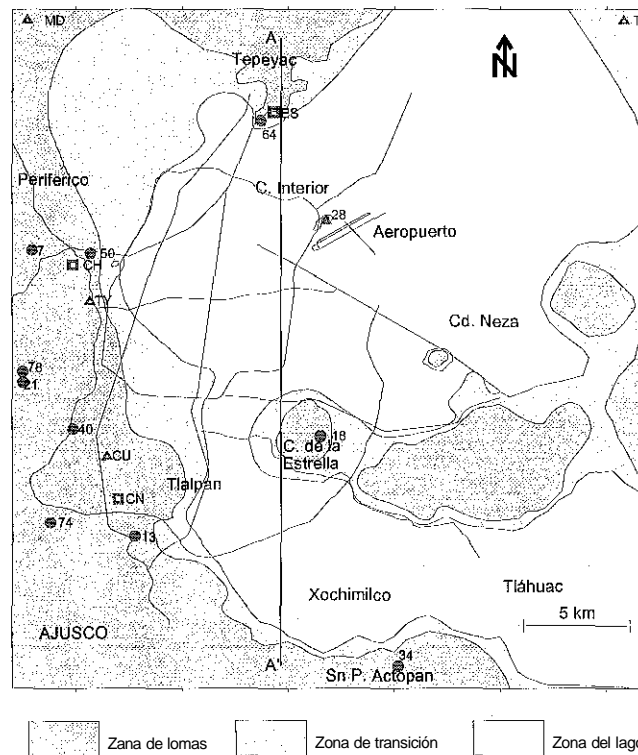 MD
T
A
Tepeyac
ES
64
Periférico
C. Interior
28
Aeropuerto
7
50
CH
TY
Cd. Neza
78
21
40
18
C. de la
Estrella
CU
Tlalpan
CN
74
13
Xochimilco
Tláhuac
5 km
AJUSCO
A'
34
Sn P. Actopan
Zana de lomas
Zona de transición
Zona del lago